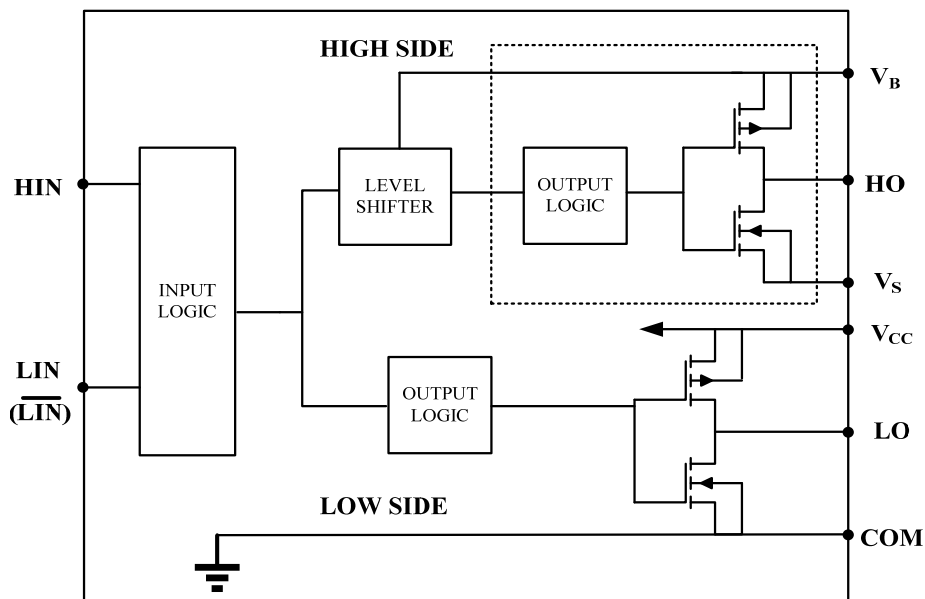 HIGH SIDE
V_B
HIN
LEVEL
SHIFTER
OUTPUT
LOGIC
HO
INPUT
LOGIC
V_S
V_CC
LIN
(L̅I̅N̅)
OUTPUT
LOGIC
LO
LOW SIDE
COM